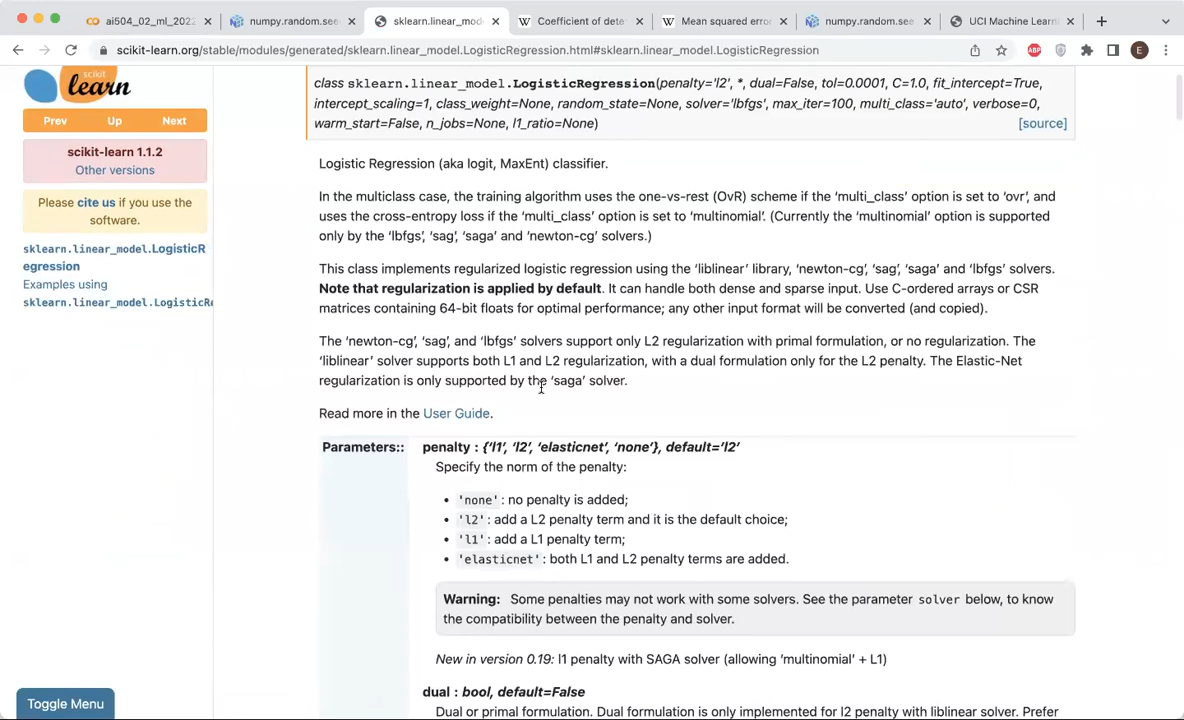 ai504_02_ml_2022
numpy.random.see
sklearn.linear_mod
Coefficient of dete
Mean squared erro
numpy.random.see
UCI Machine Learn
scikit-learn.org/stable/modules/generated/sklearn.linear_model.LogisticRegression.html#sklearn.linear_model.LogisticRegression
ABP
E
scikit
learn
Prev Up Next
scikit-learn 1.1.2
Other versions
Please cite us if you use the
software.
sklearn.linear_model.LogisticR
egression
Examples using
sklearn.linear_model.LogisticRe
class sklearn.linear_model.LogisticRegression(penalty='l2', *, dual=False, tol=0.0001, C=1.0, fit_intercept=True,
intercept_scaling=1, class_weight=None, random_state=None, solver='lbfgs', max_iter=100, multi_class='auto', verbose=0,
warm_start=False, n_jobs=None, l1_ratio=None)
[source]
Logistic Regression (aka logit, MaxEnt) classifier.
In the multiclass case, the training algorithm uses the one-vs-rest (OvR) scheme if the ‘multi_class’ option is set to ‘ovr’, and
uses the cross-entropy loss if the ‘multi_class’ option is set to ‘multinomial’. (Currently the ‘multinomial’ option is supported
only by the ‘lbfgs’, ‘sag’, ‘saga’ and ‘newton-cg’ solvers.)
This class implements regularized logistic regression using the ‘liblinear’ library, ‘newton-cg’, ‘sag’, ‘saga’ and ‘lbfgs’ solvers.
Note that regularization is applied by default. It can handle both dense and sparse input. Use C-ordered arrays or CSR
matrices containing 64-bit floats for optimal performance; any other input format will be converted (and copied).
The ‘newton-cg’, ‘sag’, and ‘lbfgs’ solvers support only L2 regularization with primal formulation, or no regularization. The
‘liblinear’ solver supports both L1 and L2 regularization, with a dual formulation only for the L2 penalty. The Elastic-Net
regularization is only supported by the ‘saga’ solver.
Read more in the User Guide.
Parameters::
penalty : {‘l1’, ‘l2’, ‘elasticnet’, ‘none’}, default=’l2’
Specify the norm of the penalty:
• 'none': no penalty is added;
• 'l2': add a L2 penalty term and it is the default choice;
• 'l1': add a L1 penalty term;
• 'elasticnet': both L1 and L2 penalty terms are added.
Warning: Some penalties may not work with some solvers. See the parameter solver below, to know
the compatibility between the penalty and solver.
New in version 0.19: l1 penalty with SAGA solver (allowing ‘multinomial’ + L1)
dual : bool, default=False
Dual or primal formulation. Dual formulation is only implemented for l2 penalty with liblinear solver. Prefer
Toggle Menu